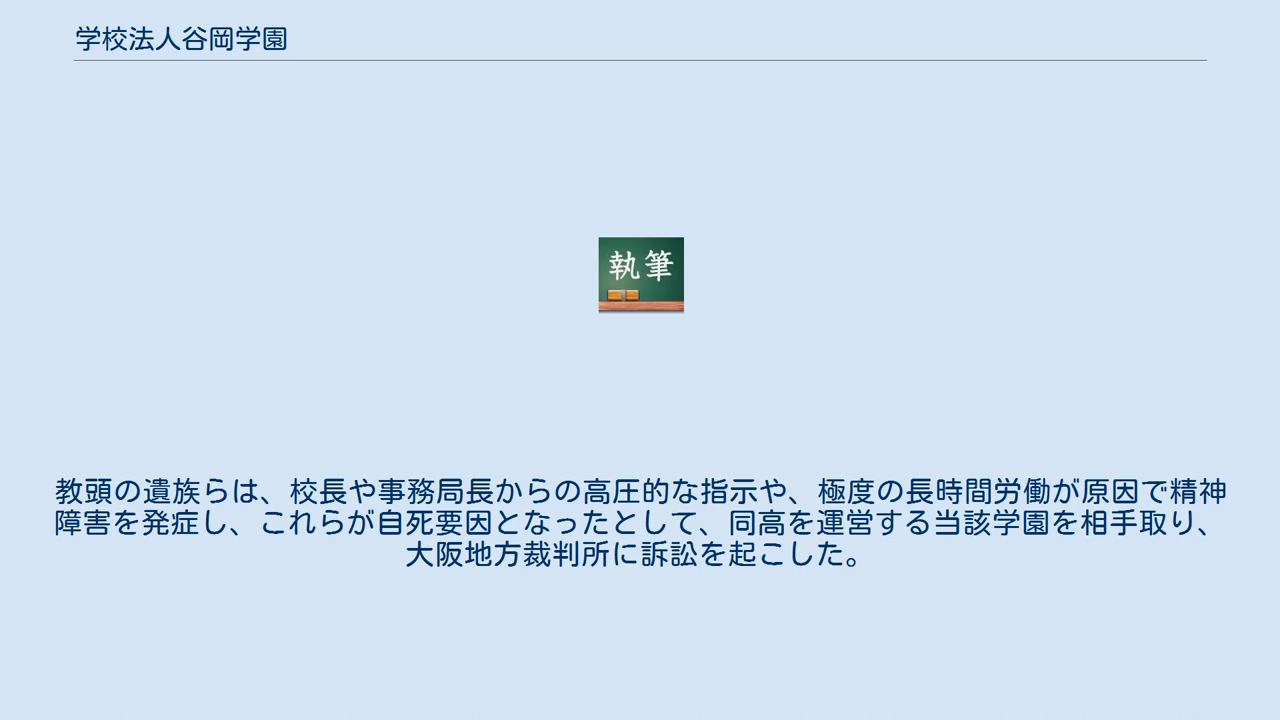 学校法人谷岡学園
執筆
教頭の遺族らは、校長や事務局長からの高圧的な指示や、極度の長時間労働が原因で精神
障害を発症し、これらが自死要因となったとして、同高を運営する当該学園を相手取り、
大阪地方裁判所に訴訟を起こした。